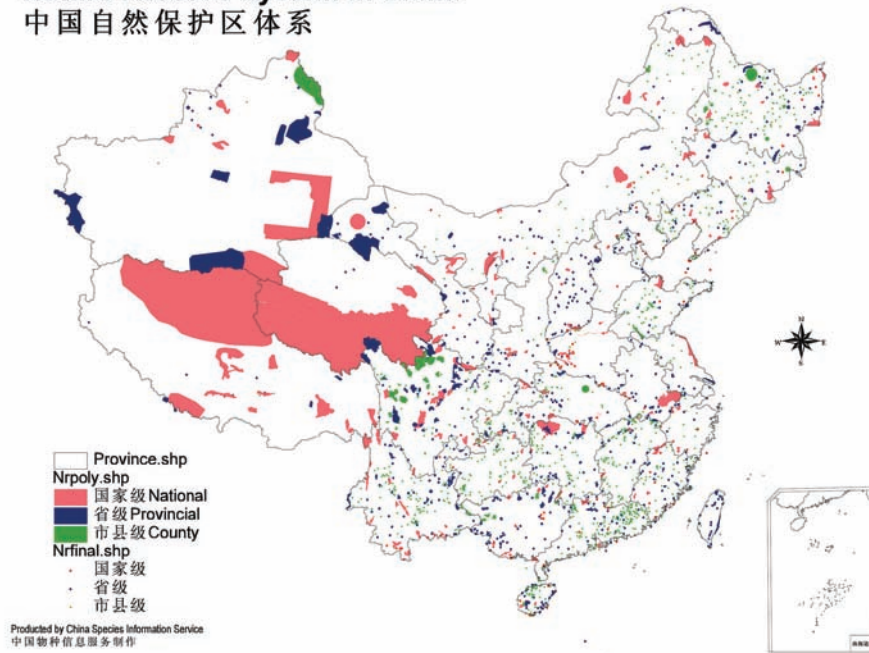 中国自然保护区体系
Province.shp
Nrpoly.shp
国家级 National
省级 Provincial
市县级 County
Nrfinal.shp
国家级
省级
市县级
Producted by China Species Information Service
中国物种信息服务制作
N
W
E
S